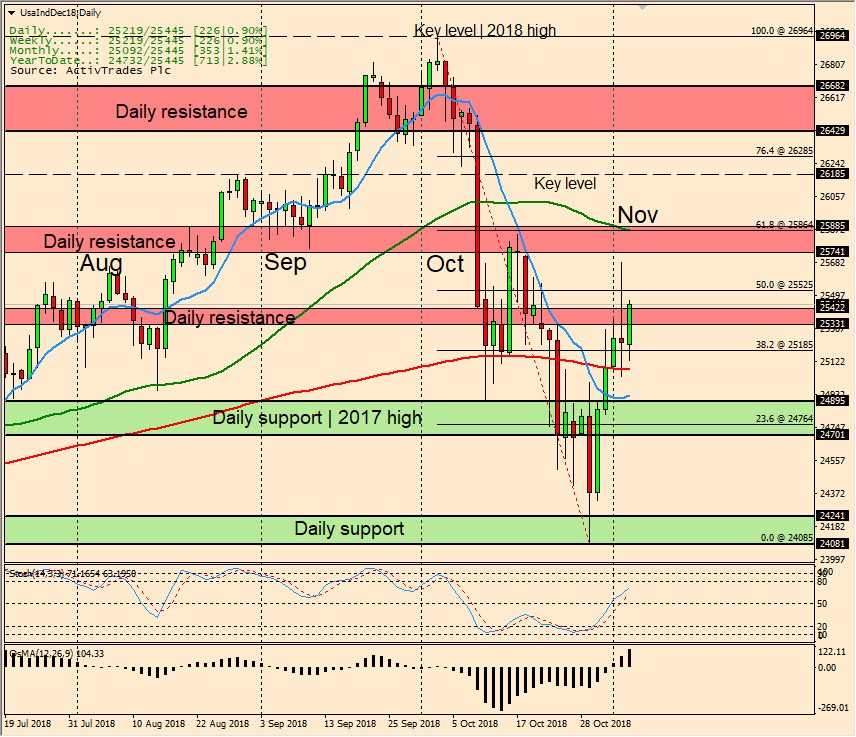 UsaIndDec18,Daily
Daily......: 25219/25445 [226|0.90%]
Weekly.....: 25219/25445 [226|0.90%]
Monthly....: 25092/25445 [353|1.41%]
YearToDate..: 24732/25445 [713|2.88%]
Source: ActivTrades Plc
Key level | 2018 high
100.0 @ 26964
26964
26807
26682
26617
Daily resistance
26429
76.4 @ 26285
26242
26185
Key level
26057
Nov
61.8 @ 25864
25885
Daily resistance
25741
Aug
Sep
Oct
25682
50.0 @ 25525
25497
25422
Daily resistance
25331
38.2 @ 25185
25122
24895
Daily support | 2017 high
23.6 @ 24764
24747
24701
24557
24372
24241
24182
Daily support
0.0 @ 24085
24081
23997
Stoch(14,3,3) 71.1654 63.1950
100
80
50
20
10
OsMA(12,26,9) 104.33
122.11
0.00
-269.01
19 Jul 2018 31 Jul 2018 10 Aug 2018 22 Aug 2018 3 Sep 2018 13 Sep 2018 25 Sep 2018 5 Oct 2018 17 Oct 2018 28 Oct 2018